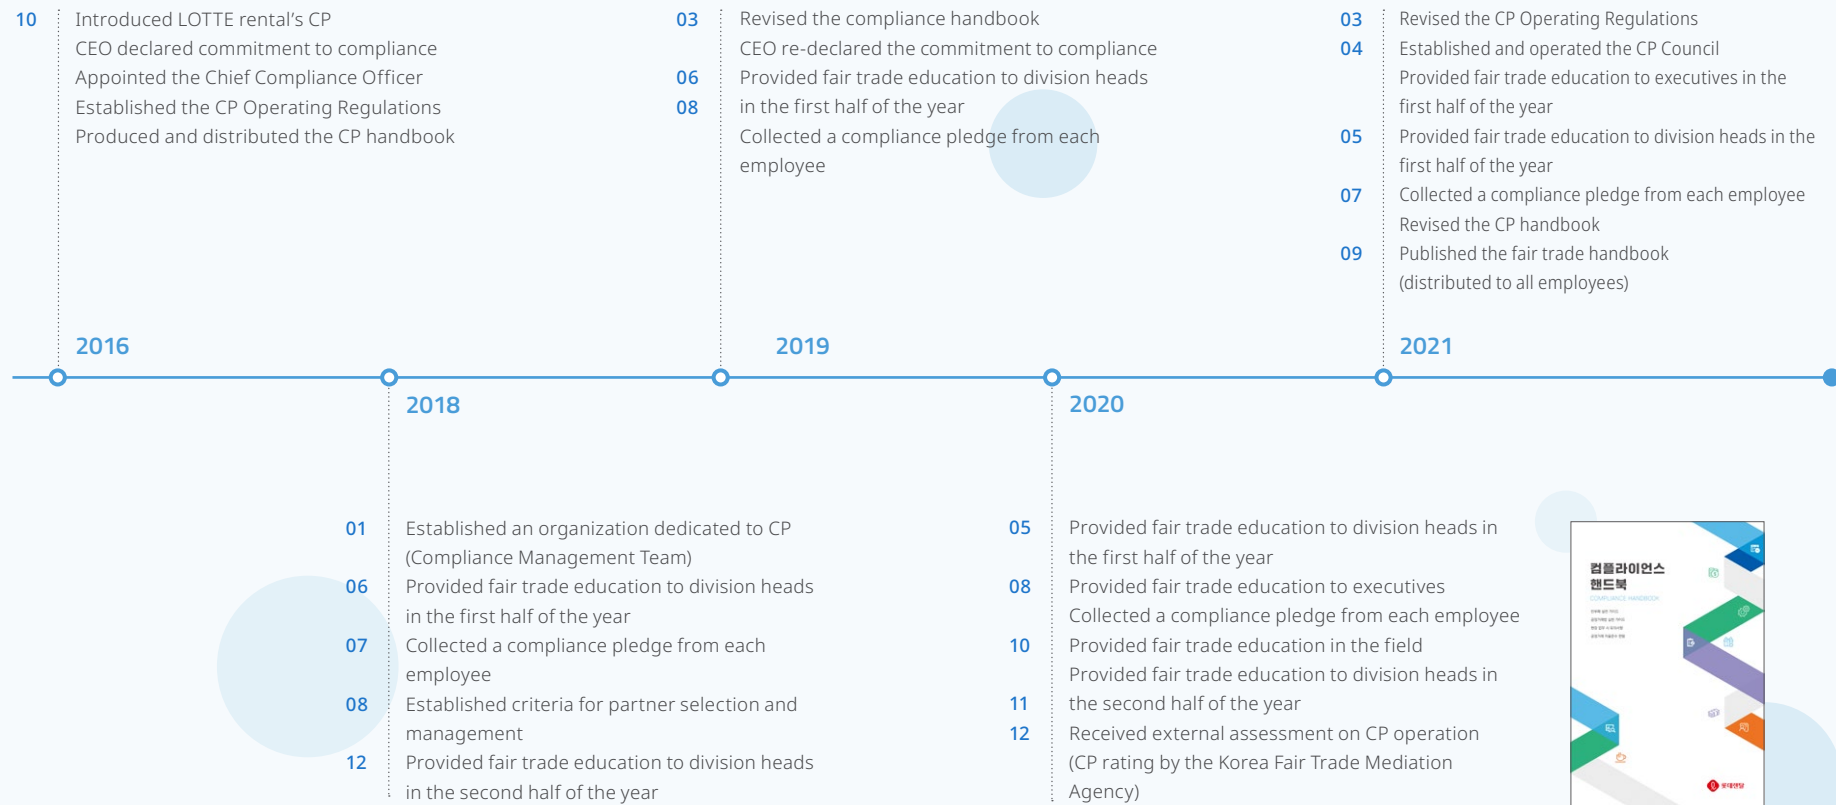 10 Introduced LOTTE rental’s CP
CEO declared commitment to compliance
Appointed the Chief Compliance Officer
Established the CP Operating Regulations
Produced and distributed the CP handbook
2016
01 Established an organization dedicated to CP
(Compliance Management Team)
06 Provided fair trade education to division heads
in the first half of the year
07 Collected a compliance pledge from each
employee
08 Established criteria for partner selection and
management
12 Provided fair trade education to division heads
in the second half of the year
2018
03 Revised the compliance handbook
CEO re-declared the commitment to compliance
06 Provided fair trade education to division heads
08 in the first half of the year
Collected a compliance pledge from each
employee
2019
05 Provided fair trade education to division heads in
the first half of the year
08 Provided fair trade education to executives
Collected a compliance pledge from each employee
10 Provided fair trade education in the field
Provided fair trade education to division heads in
11 the second half of the year
12 Received external assessment on CP operation
(CP rating by the Korea Fair Trade Mediation
Agency)
2020
03 Revised the CP Operating Regulations
04 Established and operated the CP Council
Provided fair trade education to executives in the
first half of the year
05 Provided fair trade education to division heads in the
first half of the year
07 Collected a compliance pledge from each employee
Revised the CP handbook
09 Published the fair trade handbook
(distributed to all employees)
2021
컴플라이언스
핸드북
COMPLIANCE HANDBOOK
롯데렌탈